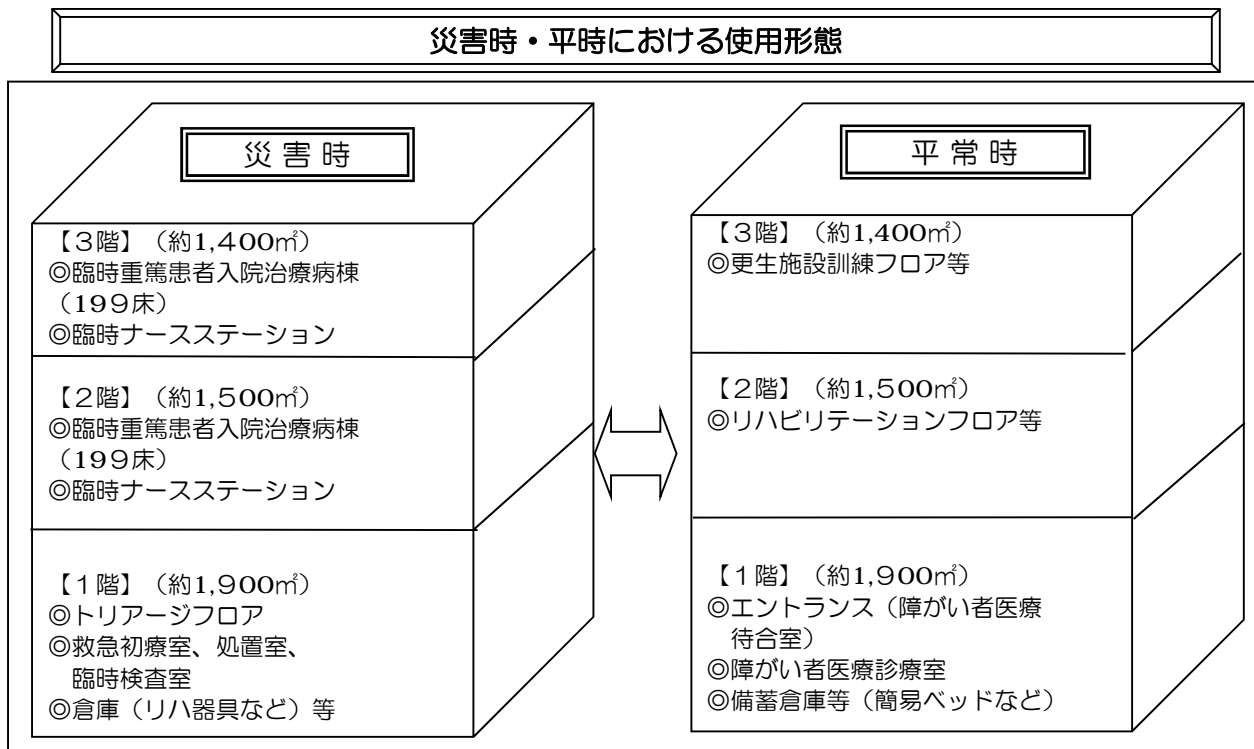 災害時・平時における使用形態
災害時
【３階】（約1,４00㎡）
◎臨時重篤患者入院治療病棟
（19９床）
◎臨時ナースステーション
【２階】（約1,５00㎡）
◎臨時重篤患者入院治療病棟
（19９床）
◎臨時ナースステーション
【１階】（約1,９00㎡）
◎トリアージフロア
◎救急初療室、処置室、
臨時検査室
◎倉庫（リハ器具など）等
平常時
【３階】（約1,400㎡）
◎更生施設訓練フロア等
【２階】（約1,500㎡）
◎リハビリテーションフロア等
【１階】（約1,900㎡）
◎エントランス（障がい者医療
待合室）
◎障がい者医療診療室
◎備蓄倉庫等（簡易ベッドなど）